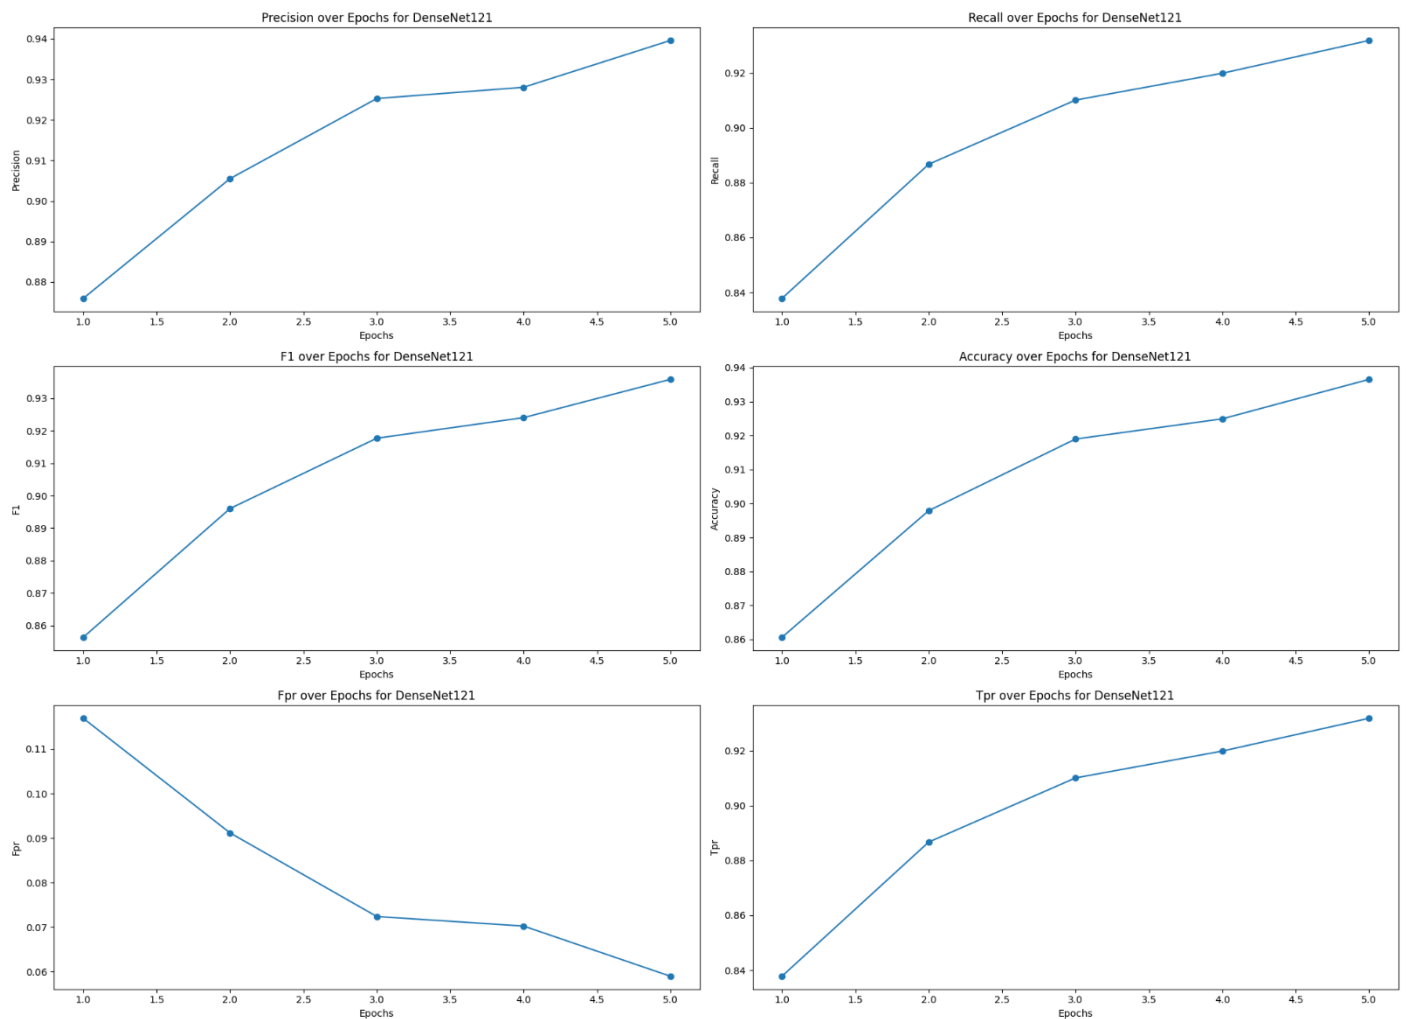 Precision over Epochs for DenseNet121
0.94
0.93
0.92
0.91
0.90
0.89
0.88
Precision
1.0 1.5 2.0 2.5 3.0 3.5 4.0 4.5 5.0
Epochs
Recall over Epochs for DenseNet121
0.92
0.90
0.88
0.86
0.84
Recall
1.0 1.5 2.0 2.5 3.0 3.5 4.0 4.5 5.0
Epochs
F1 over Epochs for DenseNet121
0.93
0.92
0.91
0.90
0.89
0.88
0.87
0.86
F1
1.0 1.5 2.0 2.5 3.0 3.5 4.0 4.5 5.0
Epochs
Accuracy over Epochs for DenseNet121
0.94
0.93
0.92
0.91
0.90
0.89
0.88
0.87
0.86
Accuracy
1.0 1.5 2.0 2.5 3.0 3.5 4.0 4.5 5.0
Epochs
Fpr over Epochs for DenseNet121
0.11
0.10
0.09
0.08
0.07
0.06
Fpr
1.0 1.5 2.0 2.5 3.0 3.5 4.0 4.5 5.0
Epochs
Tpr over Epochs for DenseNet121
0.92
0.90
0.88
0.86
0.84
Tpr
1.0 1.5 2.0 2.5 3.0 3.5 4.0 4.5 5.0
Epochs